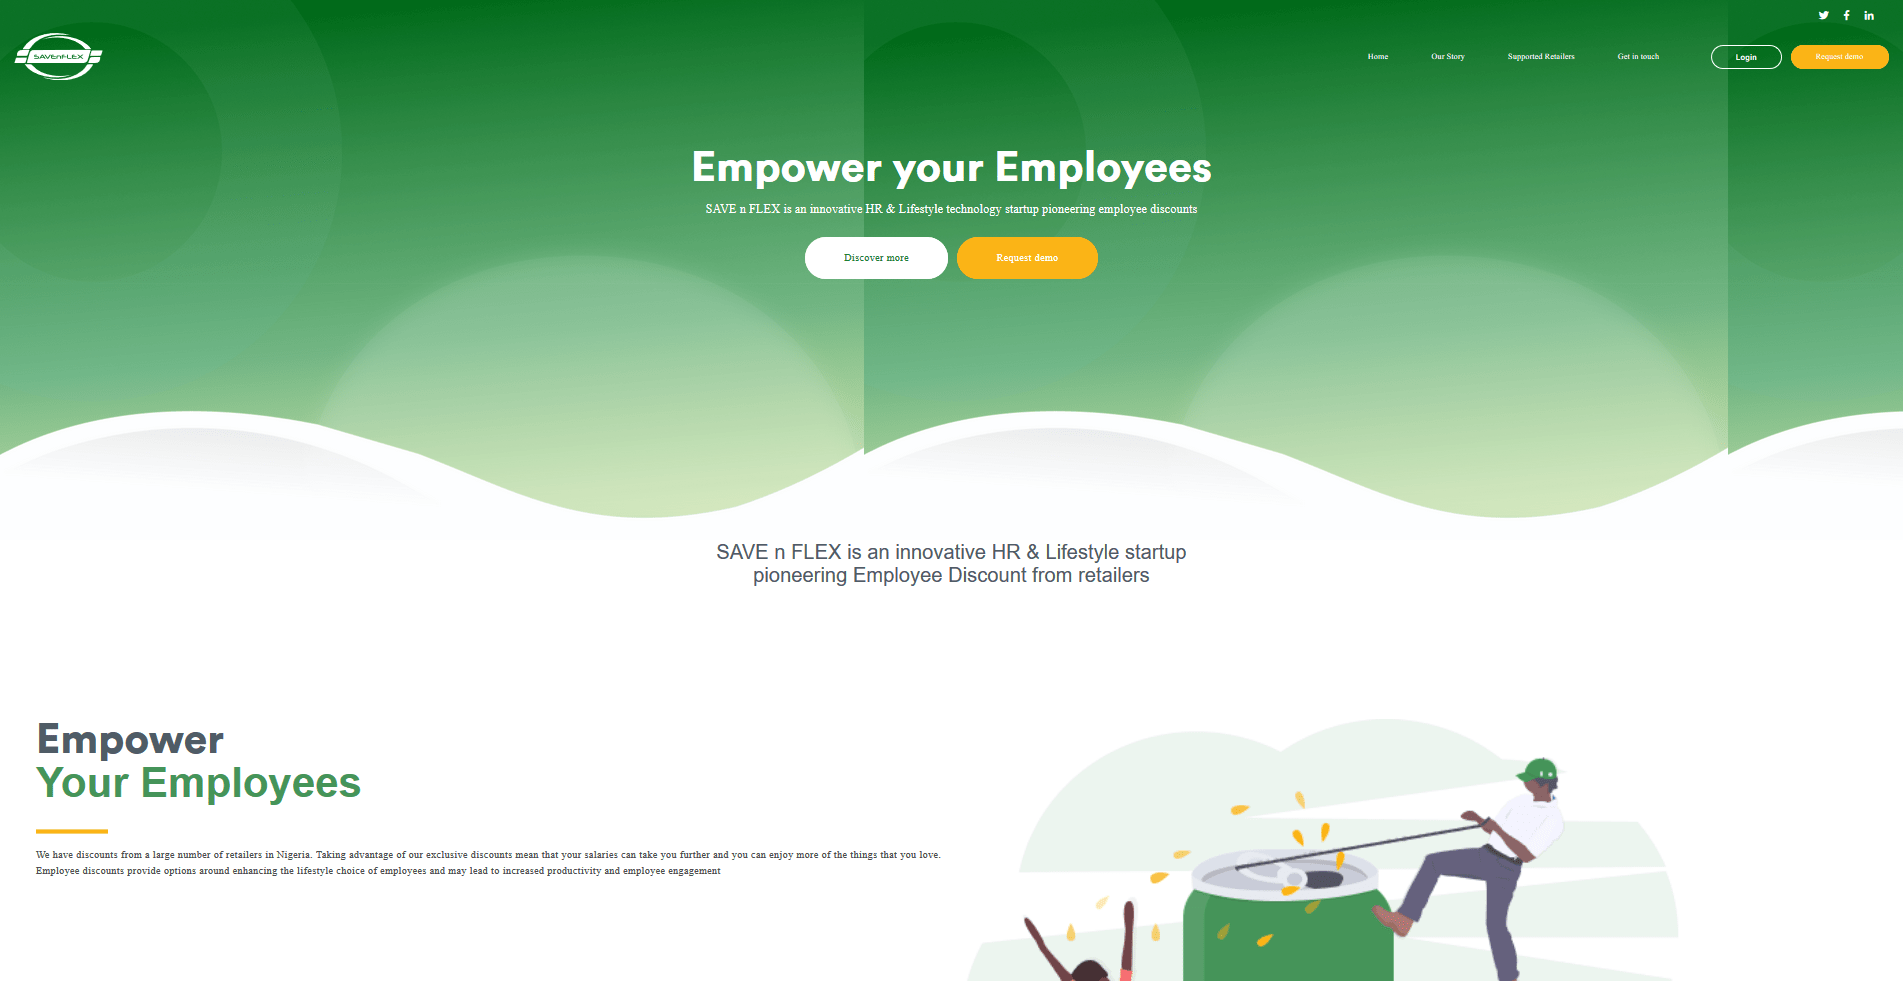 SAVEnFLEX
Home
Our Story
Supported Retailers
Get in touch
Login
Request demo
Empower your Employees
SAVE n FLEX is an innovative HR & Lifestyle technology startup pioneering employee discounts
Discover more
Request demo
SAVE n FLEX is an innovative HR & Lifestyle startup
pioneering Employee Discount from retailers
Empower
Your Employees
We have discounts from a large number of retailers in Nigeria. Taking advantage of our exclusive discounts mean that your salaries can take you further and you can enjoy more of the things that you love.
Employee discounts provide options around enhancing the lifestyle choice of employees and may lead to increased productivity and employee engagement